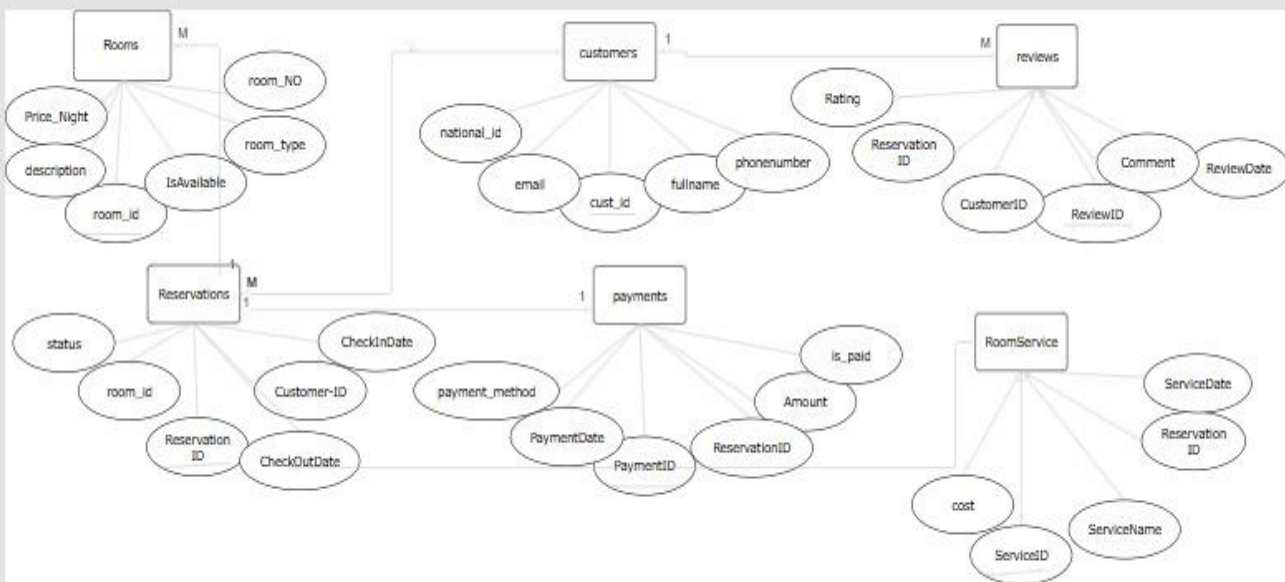 Rooms
M
customers
1
M
reviews
room_NO
Price_Night
room_type
description
IsAvailable
room_id
national_id
email
cust_id
fullname
phonenumber
Rating
Reservation
ID
CustomerID
ReviewID
Comment
ReviewDate
1
M
Reservations
1
1
payments
RoomService
status
room_id
Reservation
ID
CheckOutDate
Customer-ID
CheckInDate
payment_method
PaymentDate
PaymentID
ReservationID
Amount
is_paid
ServiceDate
Reservation
ID
cost
ServiceID
ServiceName